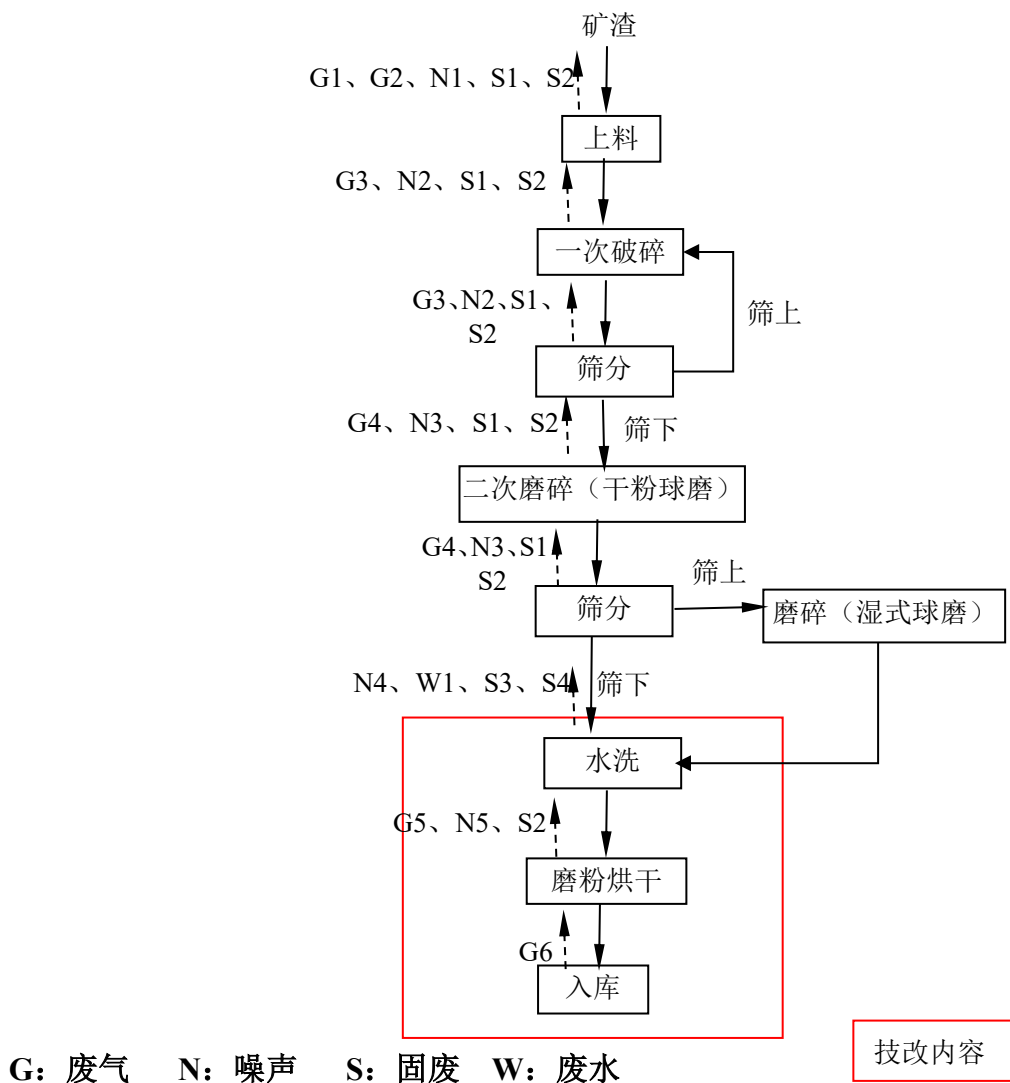 矿渣
G1、G2、N1、S1、S2
上料
G3、N2、S1、S2
一次破碎
G3、N2、S1、
S2
筛上
筛分
G4、N3、S1、S2
筛下
二次磨碎（干粉球磨）
G4、N3、S1
S2
筛上
筛分
磨碎（湿式球磨）
N4、W1、S3、S4
筛下
水洗
G5、N5、S2
磨粉烘干
G6
入库
技改内容
G：废气 N：噪声 S：固废 W：废水